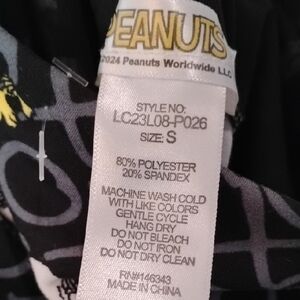 PEANUTS
2024 Peanuts Worldwide LLC
STYLE NO:
LC23L08-P026
SIZE: S
80% POLYESTER
20% SPANDEX
MACHINE WASH COLD
WITH LIKE COLORS
GENTLE CYCLE
HANG DRY
DO NOT BLEACH
DO NOT IRON
DO NOT DRY CLEAN
RN#146343
MADE IN CHINA